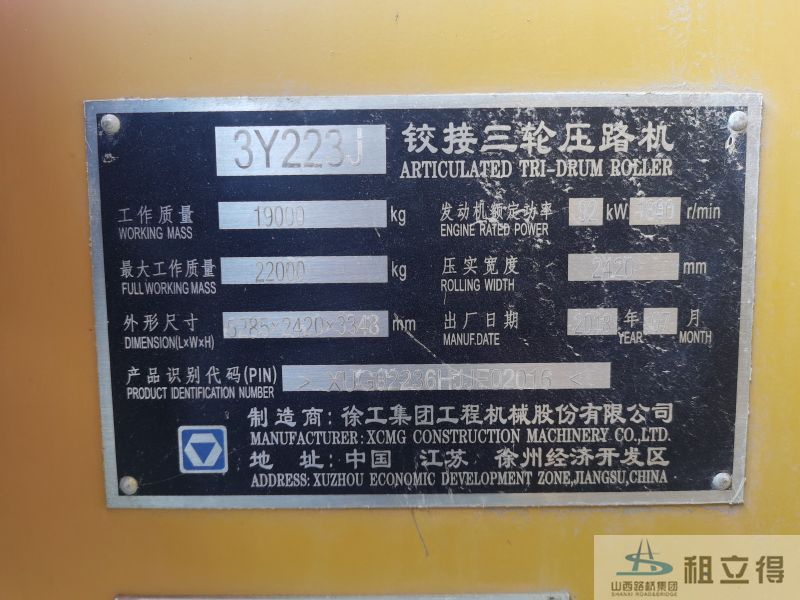 3Y223J 铰接三轮压路机
ARTICULATED TRI-DRUM ROLLER
工作质量 19000 kg 发动机额定功率 kW r/min
WORKING MASS ENGINE RATED POWER
最大工作质量 22000 kg 压实宽度 2420 mm
FULL WORKING MASS ROLLING WIDTH
外形尺寸 mm 出厂日期 年 07 月
DIMENSION(L×W×H) MANUF.DATE YEAR MONTH
产品识别代码(PIN)
PRODUCT IDENTIFICATION NUMBER
制造商:徐工集团工程机械股份有限公司
MANUFACTURER:XCMG CONSTRUCTION MACHINERY CO.,LTD.
地 址:中国 江苏 徐州经济开发区
ADDRESS:XUZHOU ECONOMIC DEVELOPMENT ZONE,JIANGSU,CHINA
山西路桥集团 租立得
SHANXI ROAD&BRIDGE